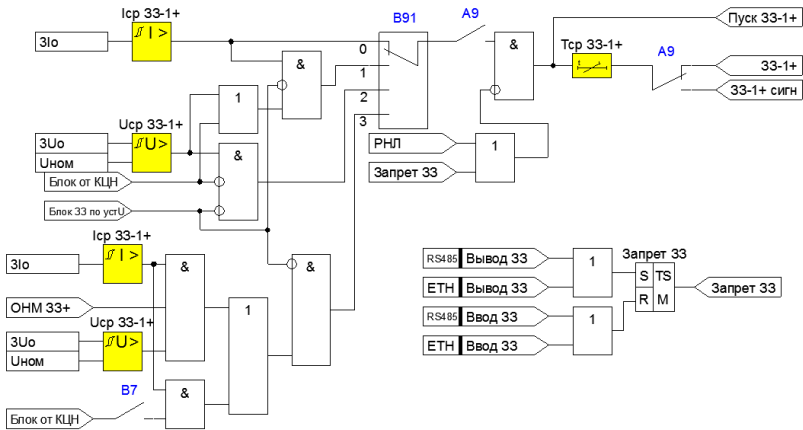 Iср ЗЗ-1+
3Io
I >
&
1
Uср ЗЗ-1+
3Uo
Uном
U >
Блок от КЦН
&
Блок ЗЗ по устU
B91
0
1
2
3
A9
&
РНЛ
Запрет ЗЗ
1
Tср ЗЗ-1+
A9
Пуск ЗЗ-1+
ЗЗ-1+
ЗЗ-1+ сигн
Iср ЗЗ-1+
3Io
I >
&
ОНМ ЗЗ+
Uср ЗЗ-1+
3Uo
Uном
U >
B7
Блок от КЦН
&
1
&
RS485 Вывод ЗЗ
ETH Вывод ЗЗ
1
RS485 Ввод ЗЗ
ETH Ввод ЗЗ
1
Запрет ЗЗ
S TS
R M
Запрет ЗЗ